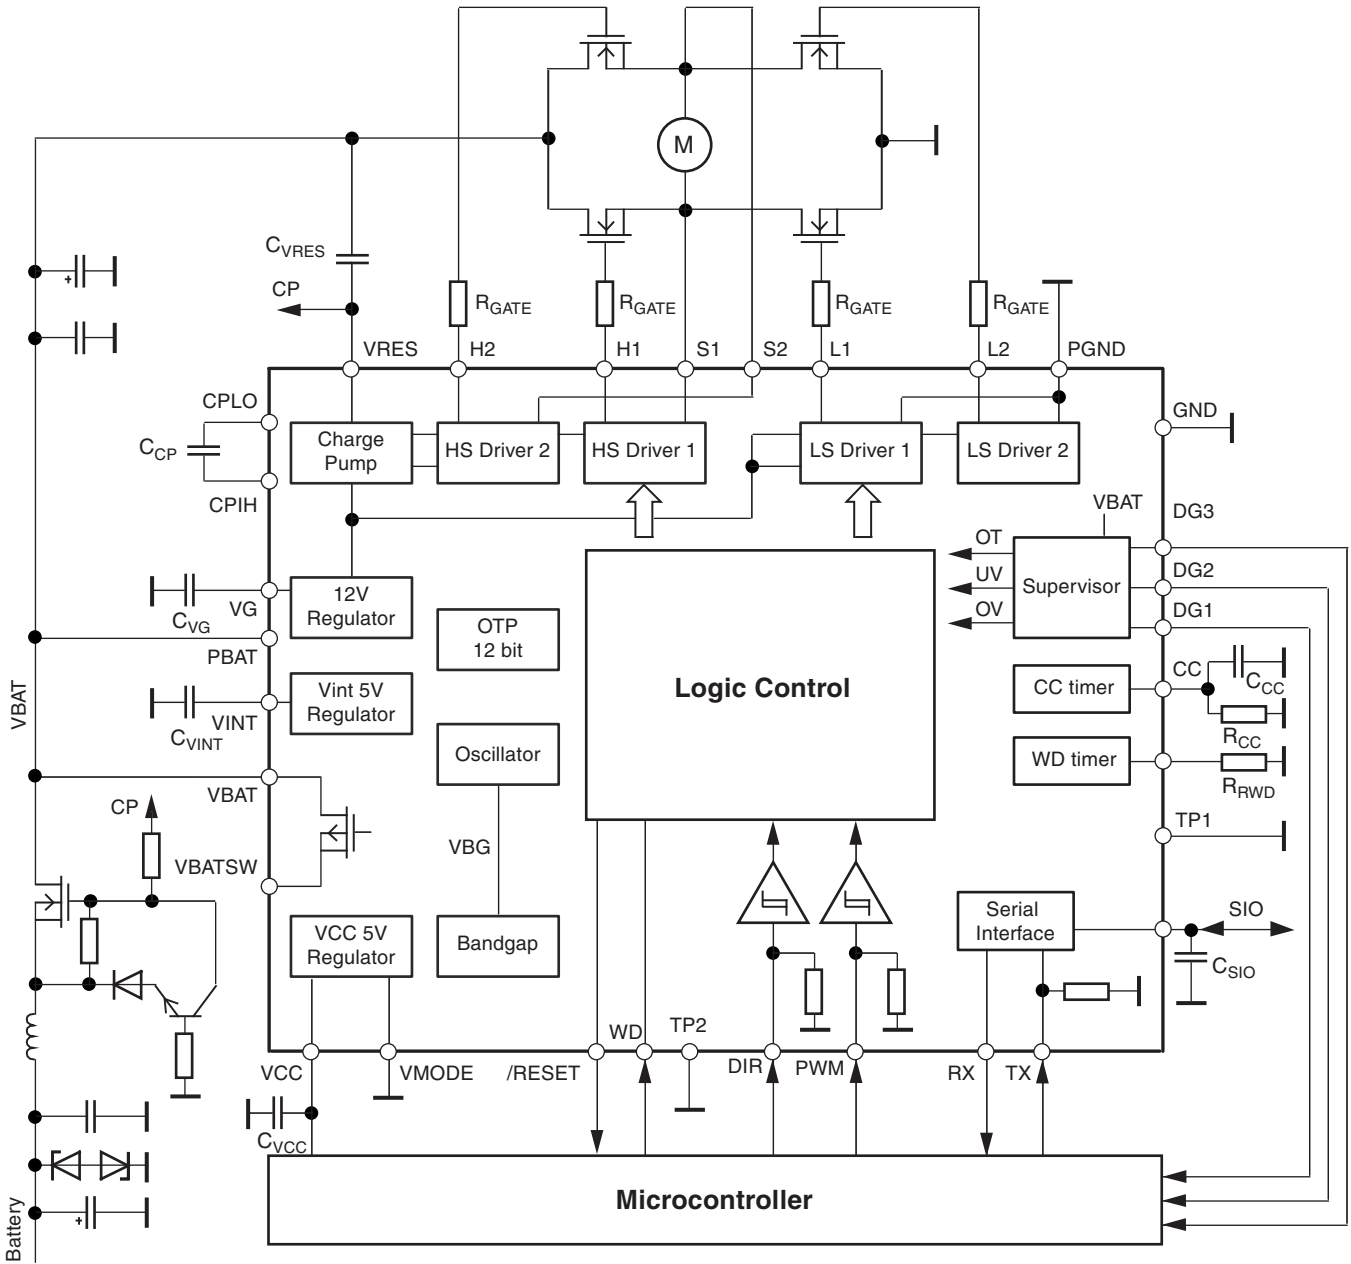 M
CVRES
CP
RGATE
RGATE
RGATE
RGATE
VRES
H2
H1
S1
S2
L1
L2
PGND
CPLO
GND
CCP
Charge
Pump
HS Driver 2
HS Driver 1
LS Driver 1
LS Driver 2
CPIH
VBAT
DG3
OT
UV
OV
Supervisor
DG2
DG1
12V
Regulator
VG
CVG
OTP
12 bit
PBAT
Logic Control
CC
CCC
CC timer
RCC
VBAT
Vint 5V
Regulator
VINT
CVINT
Oscillator
WD timer
RRWD
VBAT
CP
VBG
TP1
VBATSW
VCC 5V
Regulator
Bandgap
Serial
Interface
SIO
CSIO
WD
TP2
VCC
VMODE
/RESET
DIR
PWM
RX
TX
CVCC
Microcontroller
Battery